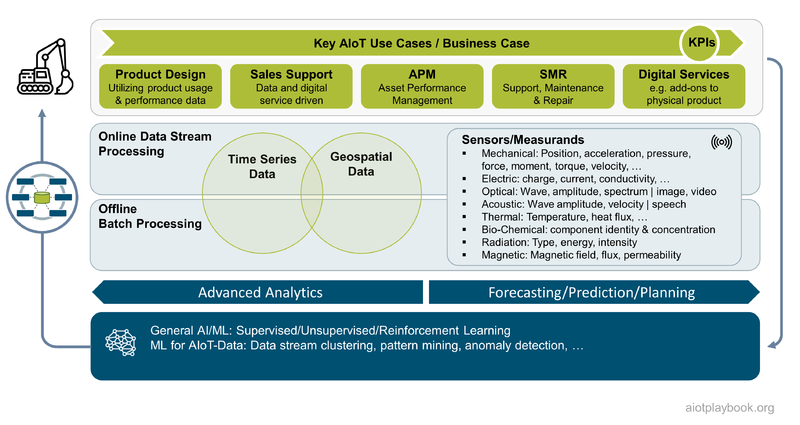 Key AIoT Use Cases / Business Case
KPIs
Product Design
Utilizing product usage
& performance data
Sales Support
Data and digital
service driven
APM
Asset Performance
Management
SMR
Support, Maintenance
& Repair
Digital Services
e.g. add-ons to
physical product
Online Data Stream
Processing
Time Series
Data
Geospatial
Data
Offline
Batch Processing
Sensors/Measurands
▪ Mechanical: Position, acceleration, pressure,
force, moment, torque, velocity, …
▪ Electric: charge, current, conductivity, …
▪ Optical: Wave, amplitude, spectrum | image, video
▪ Acoustic: Wave amplitude, velocity | speech
▪ Thermal: Temperature, heat flux, …
▪ Bio-Chemical: component identity & concentration
▪ Radiation: Type, energy, intensity
▪ Magnetic: Magnetic field, flux, permeability
Advanced Analytics
Forecasting/Prediction/Planning
General AI/ML: Supervised/Unsupervised/Reinforcement Learning
ML for AIoT-Data: Data stream clustering, pattern mining, anomaly detection, …
aiotplaybook.org